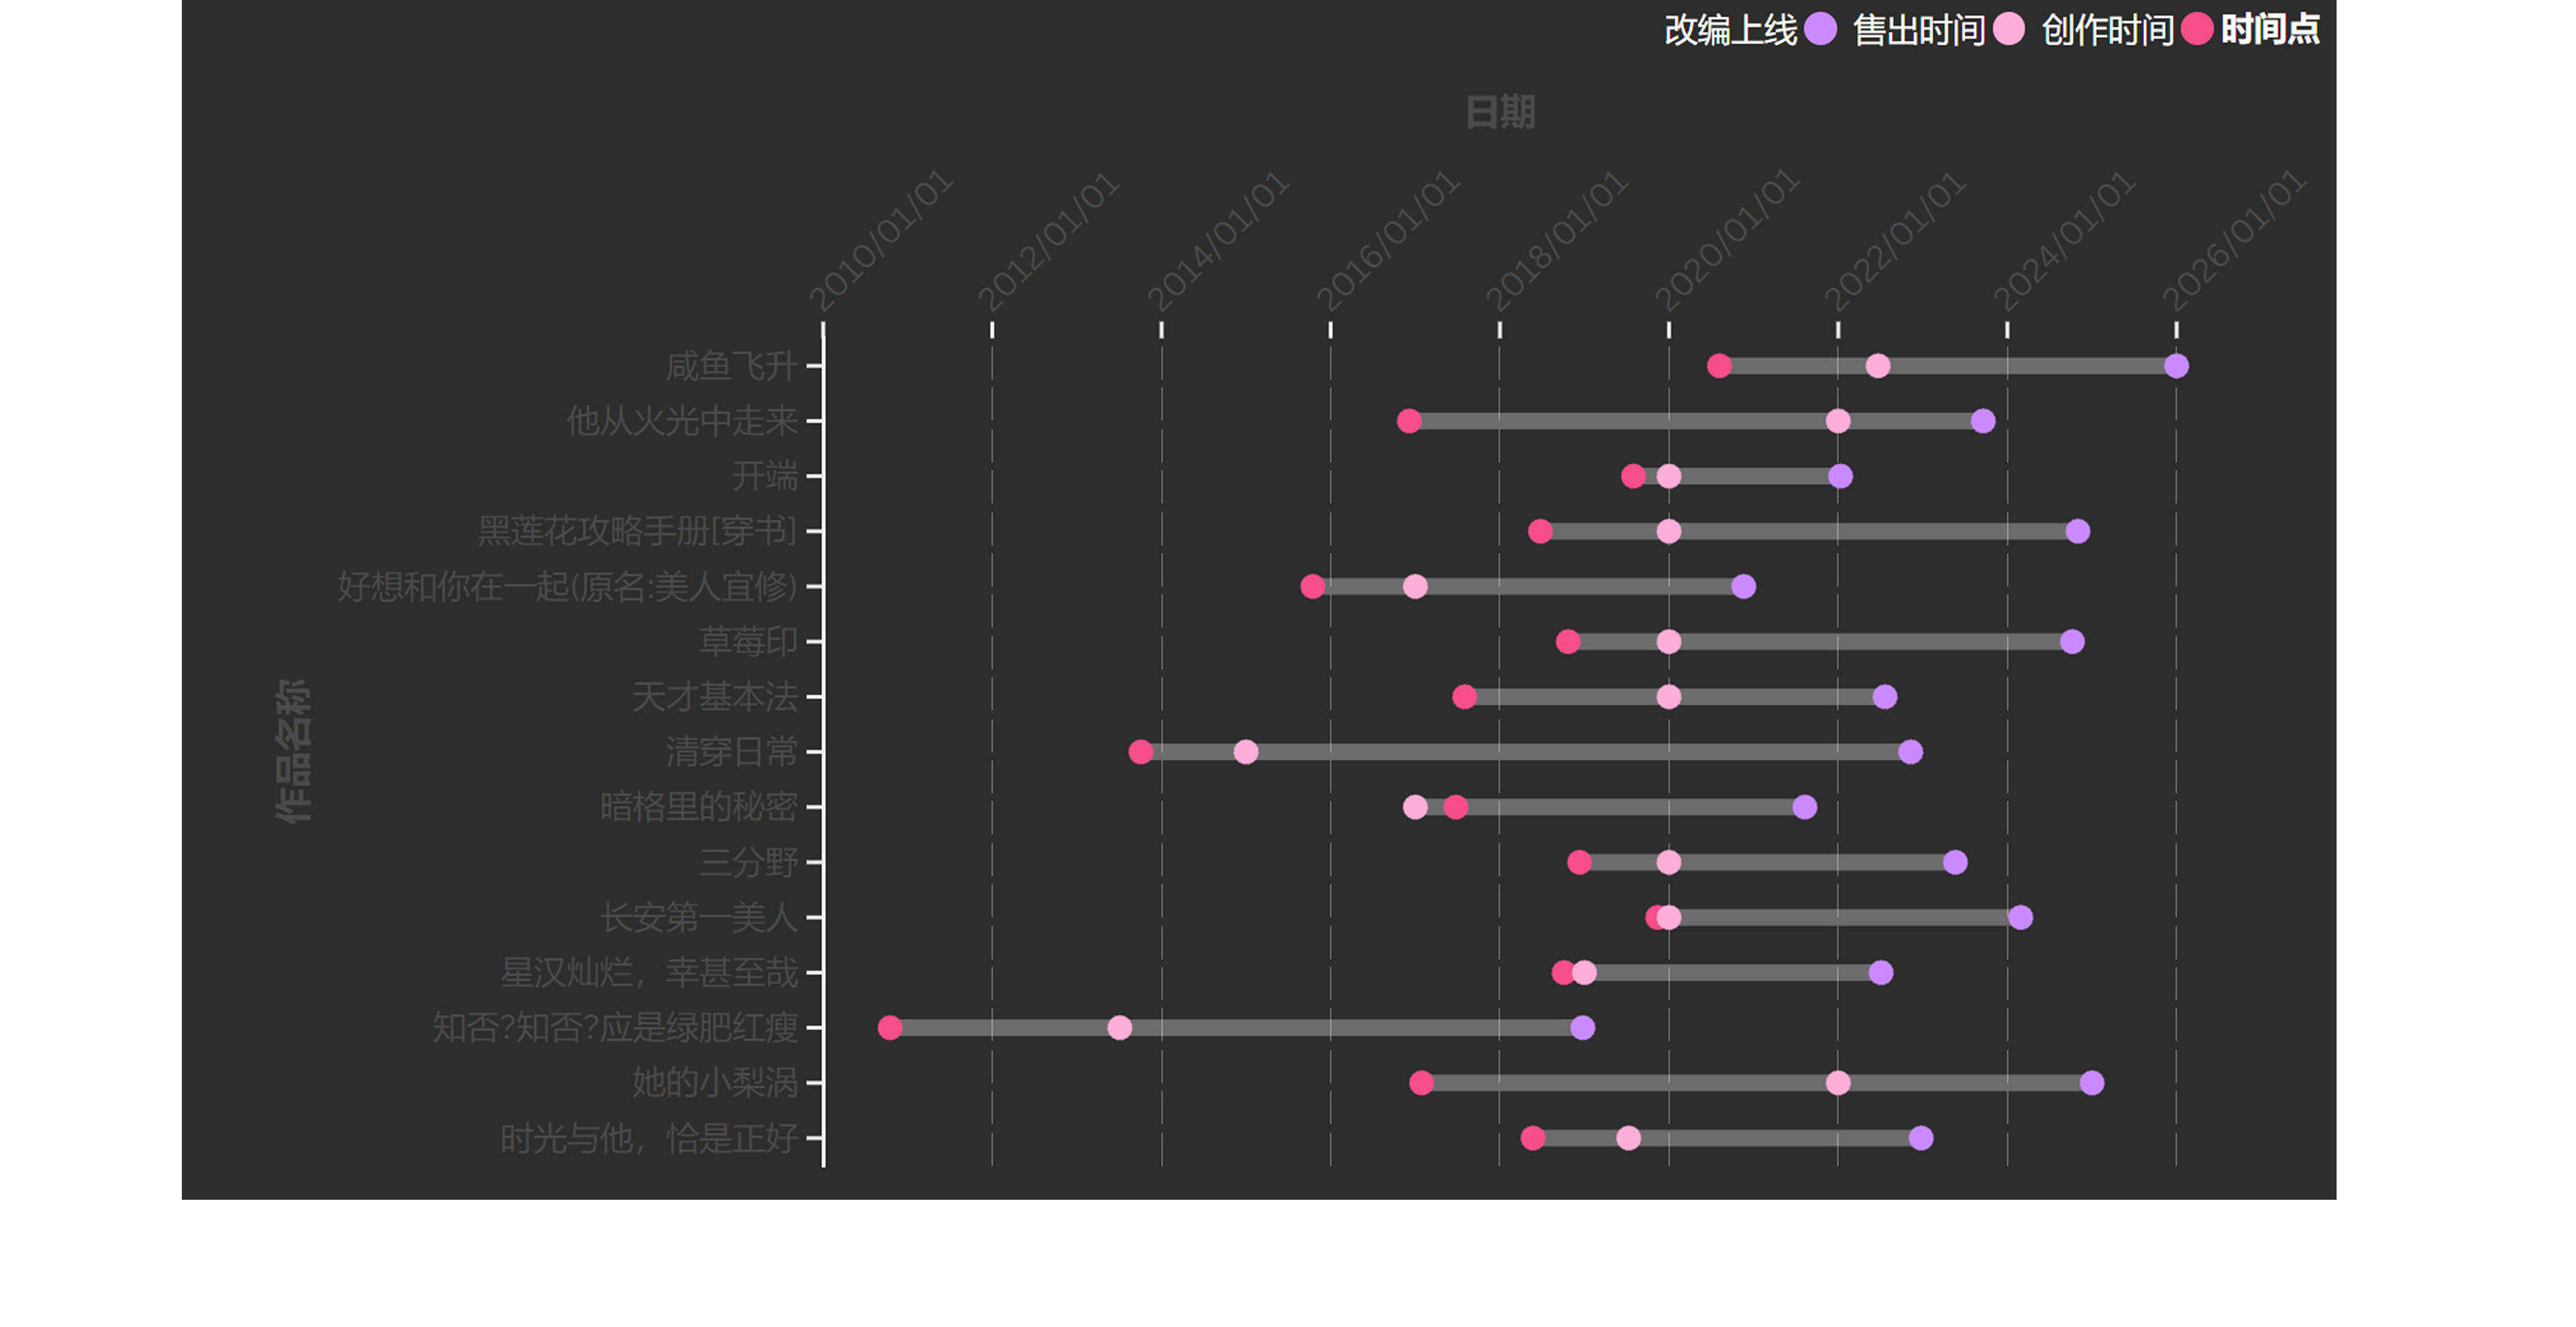 改编上线 售出时间 创作时间 时间点
日期
2010/01/01 2012/01/01 2014/01/01 2016/01/01 2018/01/01 2020/01/01 2022/01/01 2024/01/01 2026/01/01
作品名称
咸鱼飞升
他从火光中走来
开端
黑莲花攻略手册[穿书]
好想和你在一起(原名:美人宜修)
草莓印
天才基本法
清穿日常
暗格里的秘密
三分野
长安第一美人
星汉灿烂，幸甚至哉
知否?知否?应是绿肥红瘦
她的小梨涡
时光与他，恰是正好